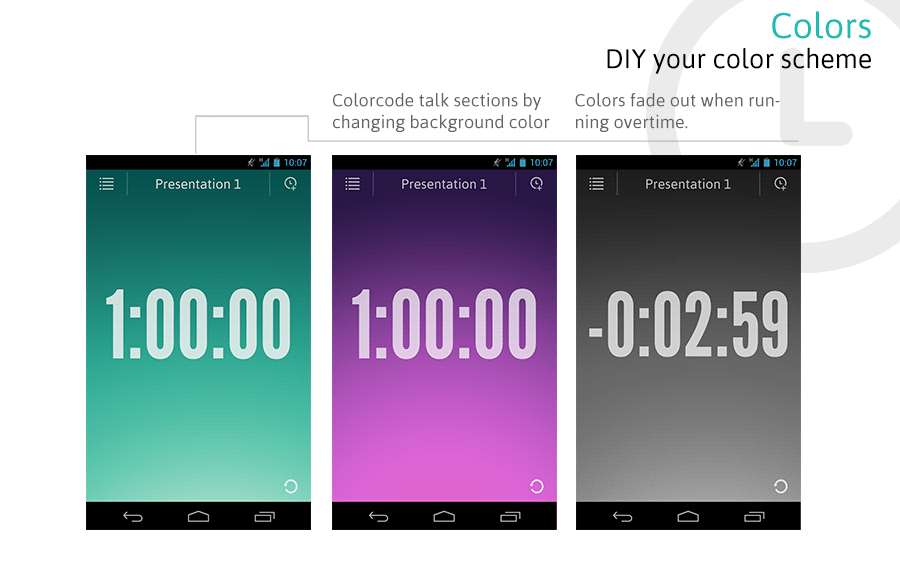 Colors
DIY your color scheme
Colorcode talk sections by
changing background color
Colors fade out when run-
ning overtime.
H 10:07
Presentation 1
1:00:00
H 10:07
Presentation 1
1:00:00
H 10:07
Presentation 1
-0:02:59